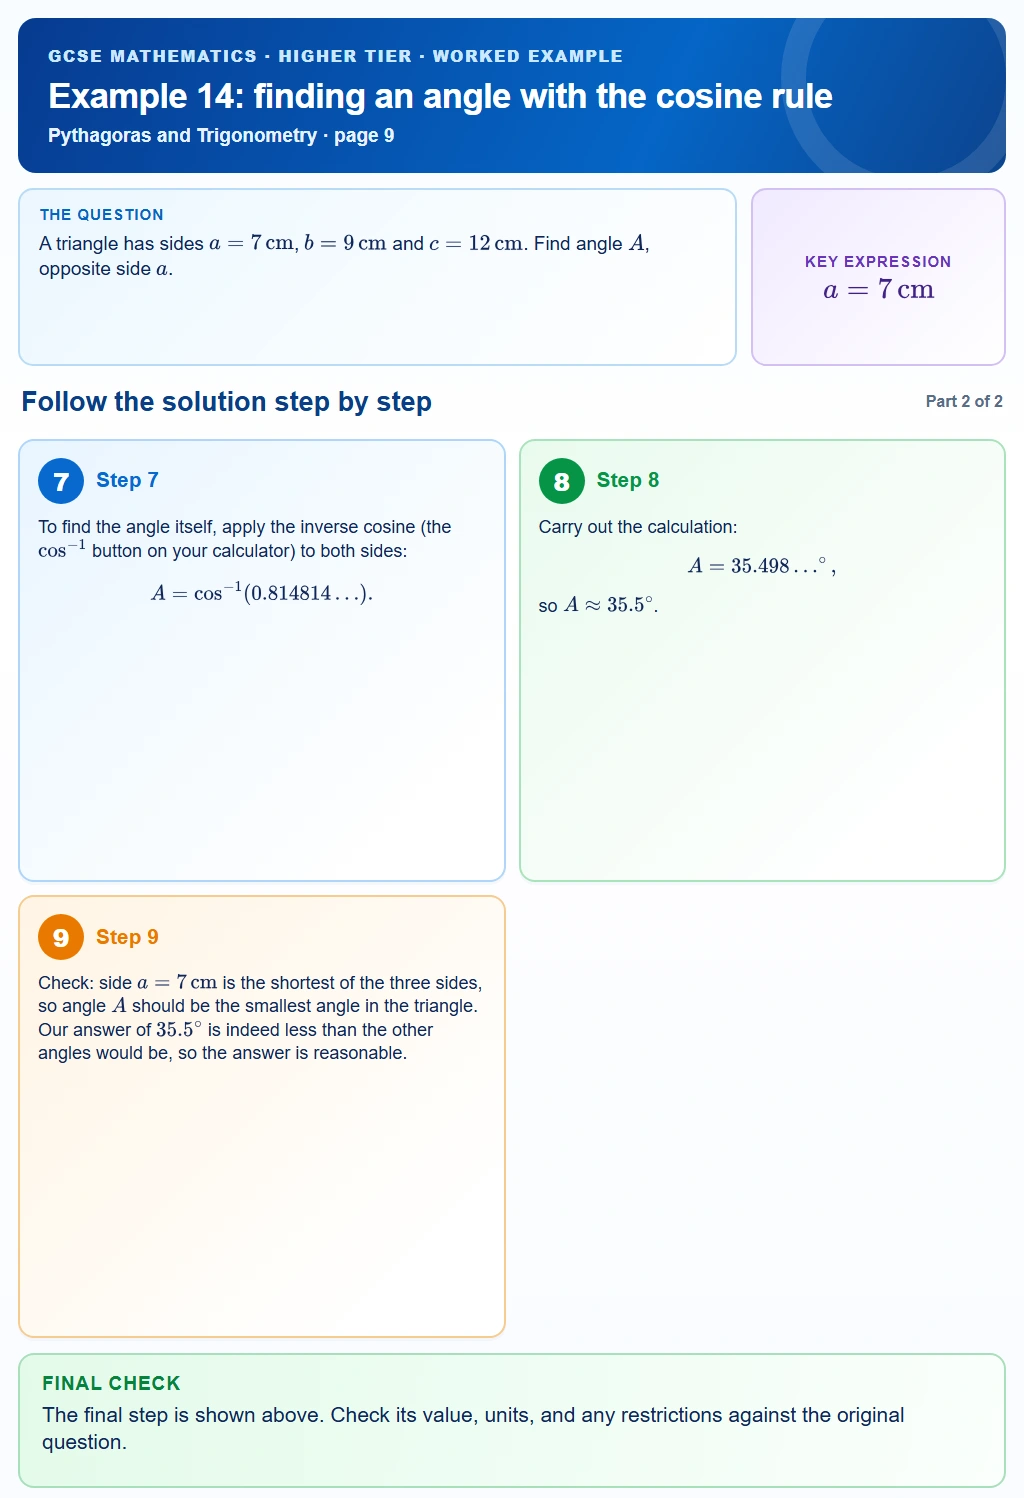 GCSE MATHEMATICS · HIGHER TIER · WORKED EXAMPLE
Example 14: finding an angle with the cosine rule
Pythagoras and Trigonometry · page 9
THE QUESTION
A triangle has sides a = 7 cm, b = 9 cm and c = 12 cm. Find angle A,
opposite side a.
KEY EXPRESSION
a = 7 cm
Follow the solution step by step
Part 2 of 2
7 Step 7
To find the angle itself, apply the inverse cosine (the
cos⁻¹ button on your calculator) to both sides:
A = cos⁻¹(0.814814…).
8 Step 8
Carry out the calculation:
A = 35.498…°,
so A ≈ 35.5°.
9 Step 9
Check: side a = 7 cm is the shortest of the three sides,
so angle A should be the smallest angle in the triangle.
Our answer of 35.5° is indeed less than the other
angles would be, so the answer is reasonable.
FINAL CHECK
The final step is shown above. Check its value, units, and any restrictions against the original
question.